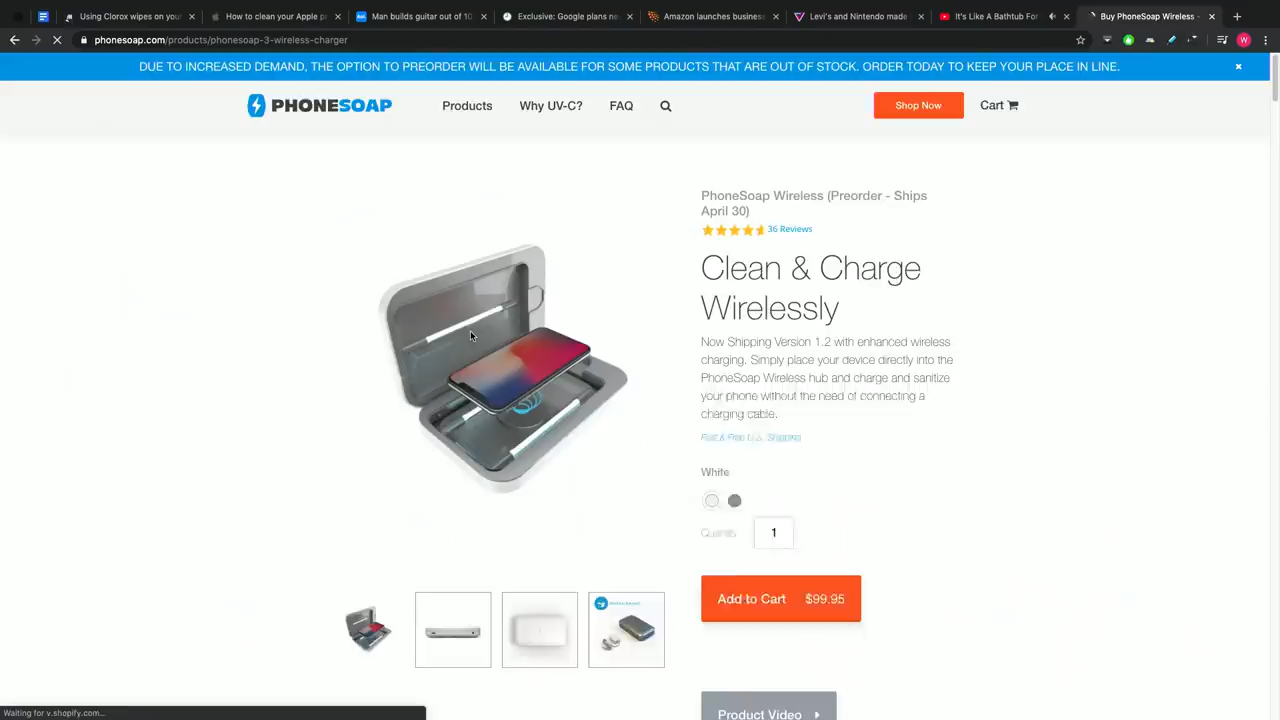 Using Clorox wipes on your
How to clean your Apple p
Man builds guitar out of 10
Exclusive: Google plans ne
Amazon launches business
Levi's and Nintendo made
It's Like A Bathtub For
Buy PhoneSoap Wireless -
phonesoap.com/products/phonesoap-3-wireless-charger
W
DUE TO INCREASED DEMAND, THE OPTION TO PREORDER WILL BE AVAILABLE FOR SOME PRODUCTS THAT ARE OUT OF STOCK. ORDER TODAY TO KEEP YOUR PLACE IN LINE.
PHONESOAP
Products
Why UV-C?
FAQ
Shop Now
Cart
PhoneSoap Wireless (Preorder - Ships
April 30)
36 Reviews
Clean & Charge
Wirelessly
Now Shipping Version 1.2 with enhanced wireless
charging. Simply place your device directly into the
PhoneSoap Wireless hub and charge and sanitize
your phone without the need of connecting a
charging cable.
Fast & Free U.S. Shipping
White
Quantity
1
Add to Cart $99.95
Product Video
Waiting for v.shopify.com...